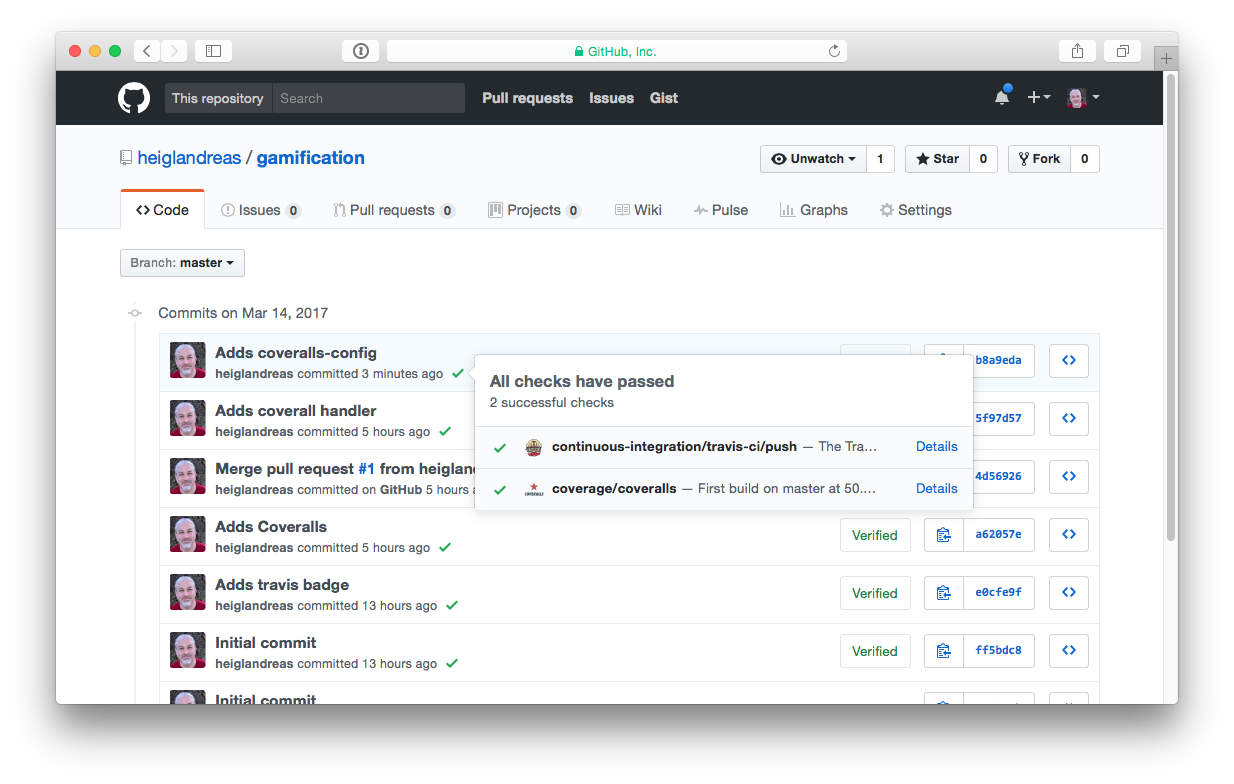 GitHub, Inc.
This repository Search Pull requests Issues Gist
heiglandreas / gamification
Unwatch 1 Star 0 Fork 0
Code Issues 0 Pull requests 0 Projects 0 Wiki Pulse Graphs Settings
Branch: master
Commits on Mar 14, 2017
Adds coveralls-config
heiglandreas committed 3 minutes ago
b8a9eda
All checks have passed
2 successful checks
continuous-integration/travis-ci/push — The Tra… Details
coverage/coveralls — First build on master at 50.… Details
Adds coverall handler
heiglandreas committed 5 hours ago
5f97d57
Merge pull request #1 from heiglan
heiglandreas committed on GitHub 5 hours
4d56926
Adds Coveralls
heiglandreas committed 5 hours ago
Verified a62057e
Adds travis badge
heiglandreas committed 13 hours ago
Verified e0cfe9f
Initial commit
heiglandreas committed 13 hours ago
Verified ff5bdc8
Initial commit